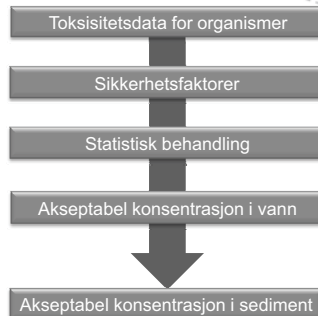 Toksisitetsdata for organismer
Sikkerhetsfaktorer
Statistisk behandling
Akseptabel konsentrasjon i vann
Akseptabel konsentrasjon i sediment